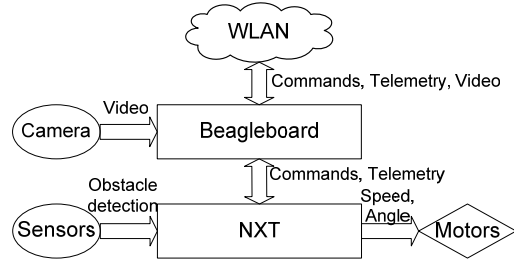 WLAN
Commands, Telemetry, Video
Video
Camera
Beagleboard
Commands, Telemetry
Obstacle
detection
Speed,
Angle
Sensors
NXT
Motors